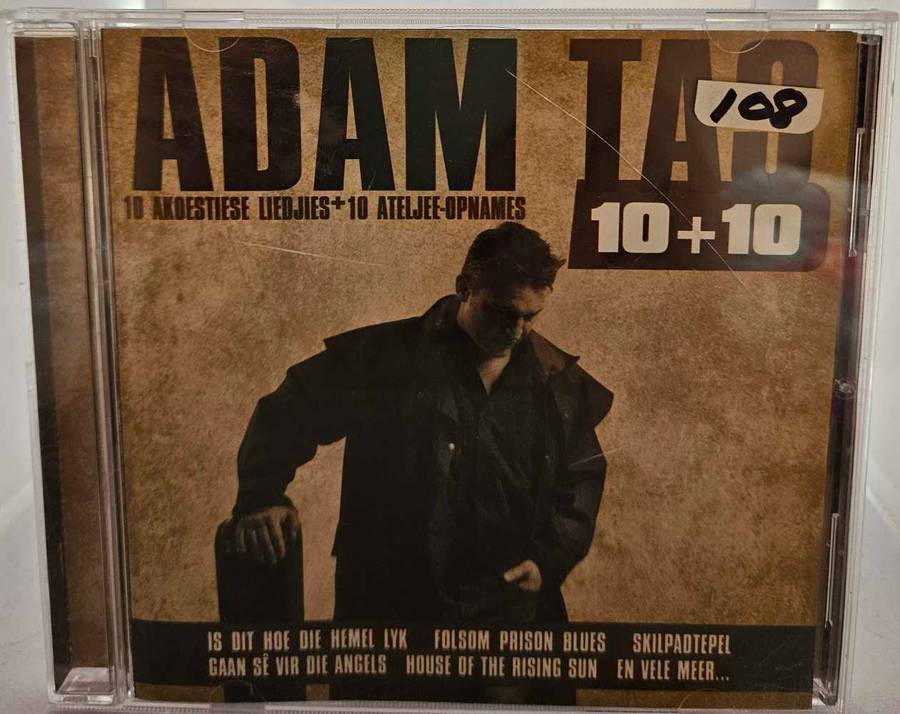 ADAM TAS
108
10 AKOESTIESE LIEDJIES+10 ATELJEE-OPNAMES
10+10
IS DIT HOE DIE HEMEL LYK FOLSOM PRISON BLUES SKILPADTEPEL
GAAN SÊ VIR DIE ANGELS HOUSE OF THE RISING SUN EN VELE MEER...